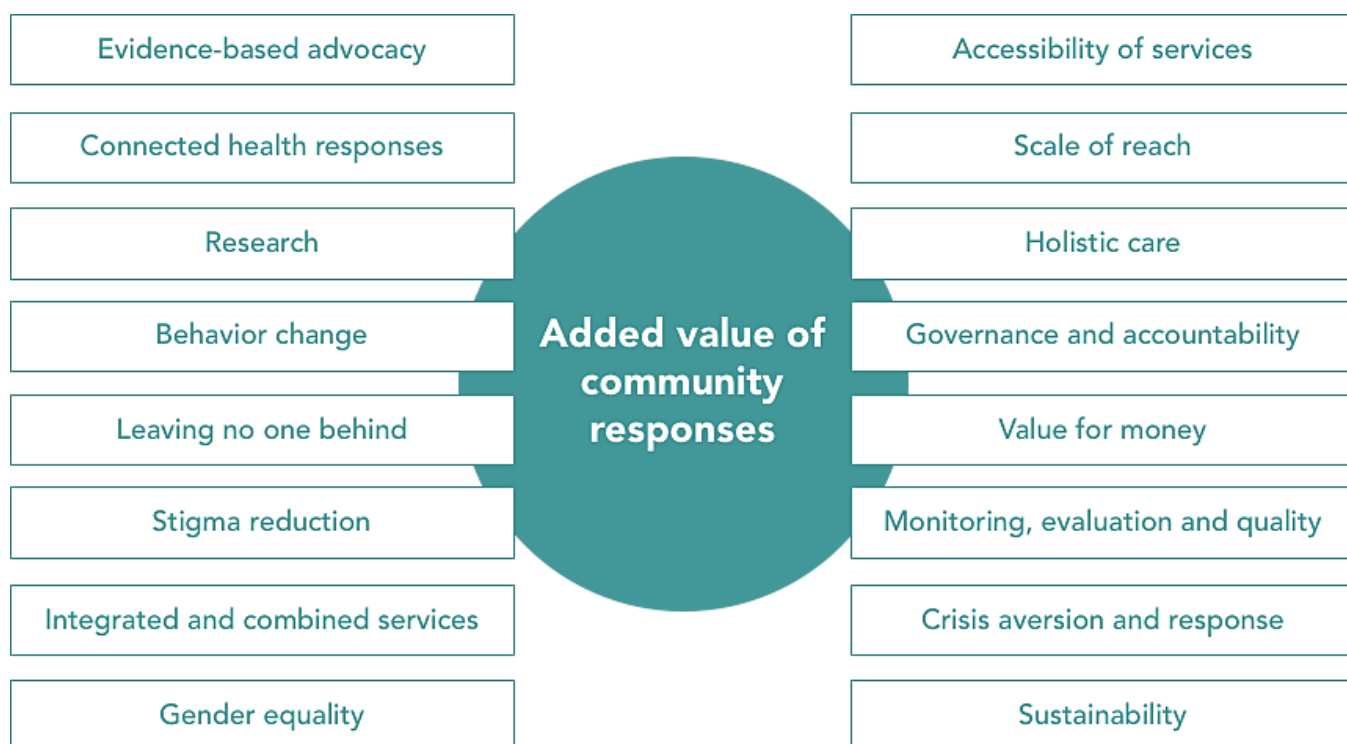 Evidence-based advocacy
Connected health responses
Research
Behavior change
Leaving no one behind
Stigma reduction
Integrated and combined services
Gender equality
Added value of
community
responses
Accessibility of services
Scale of reach
Holistic care
Governance and accountability
Value for money
Monitoring, evaluation and quality
Crisis aversion and response
Sustainability